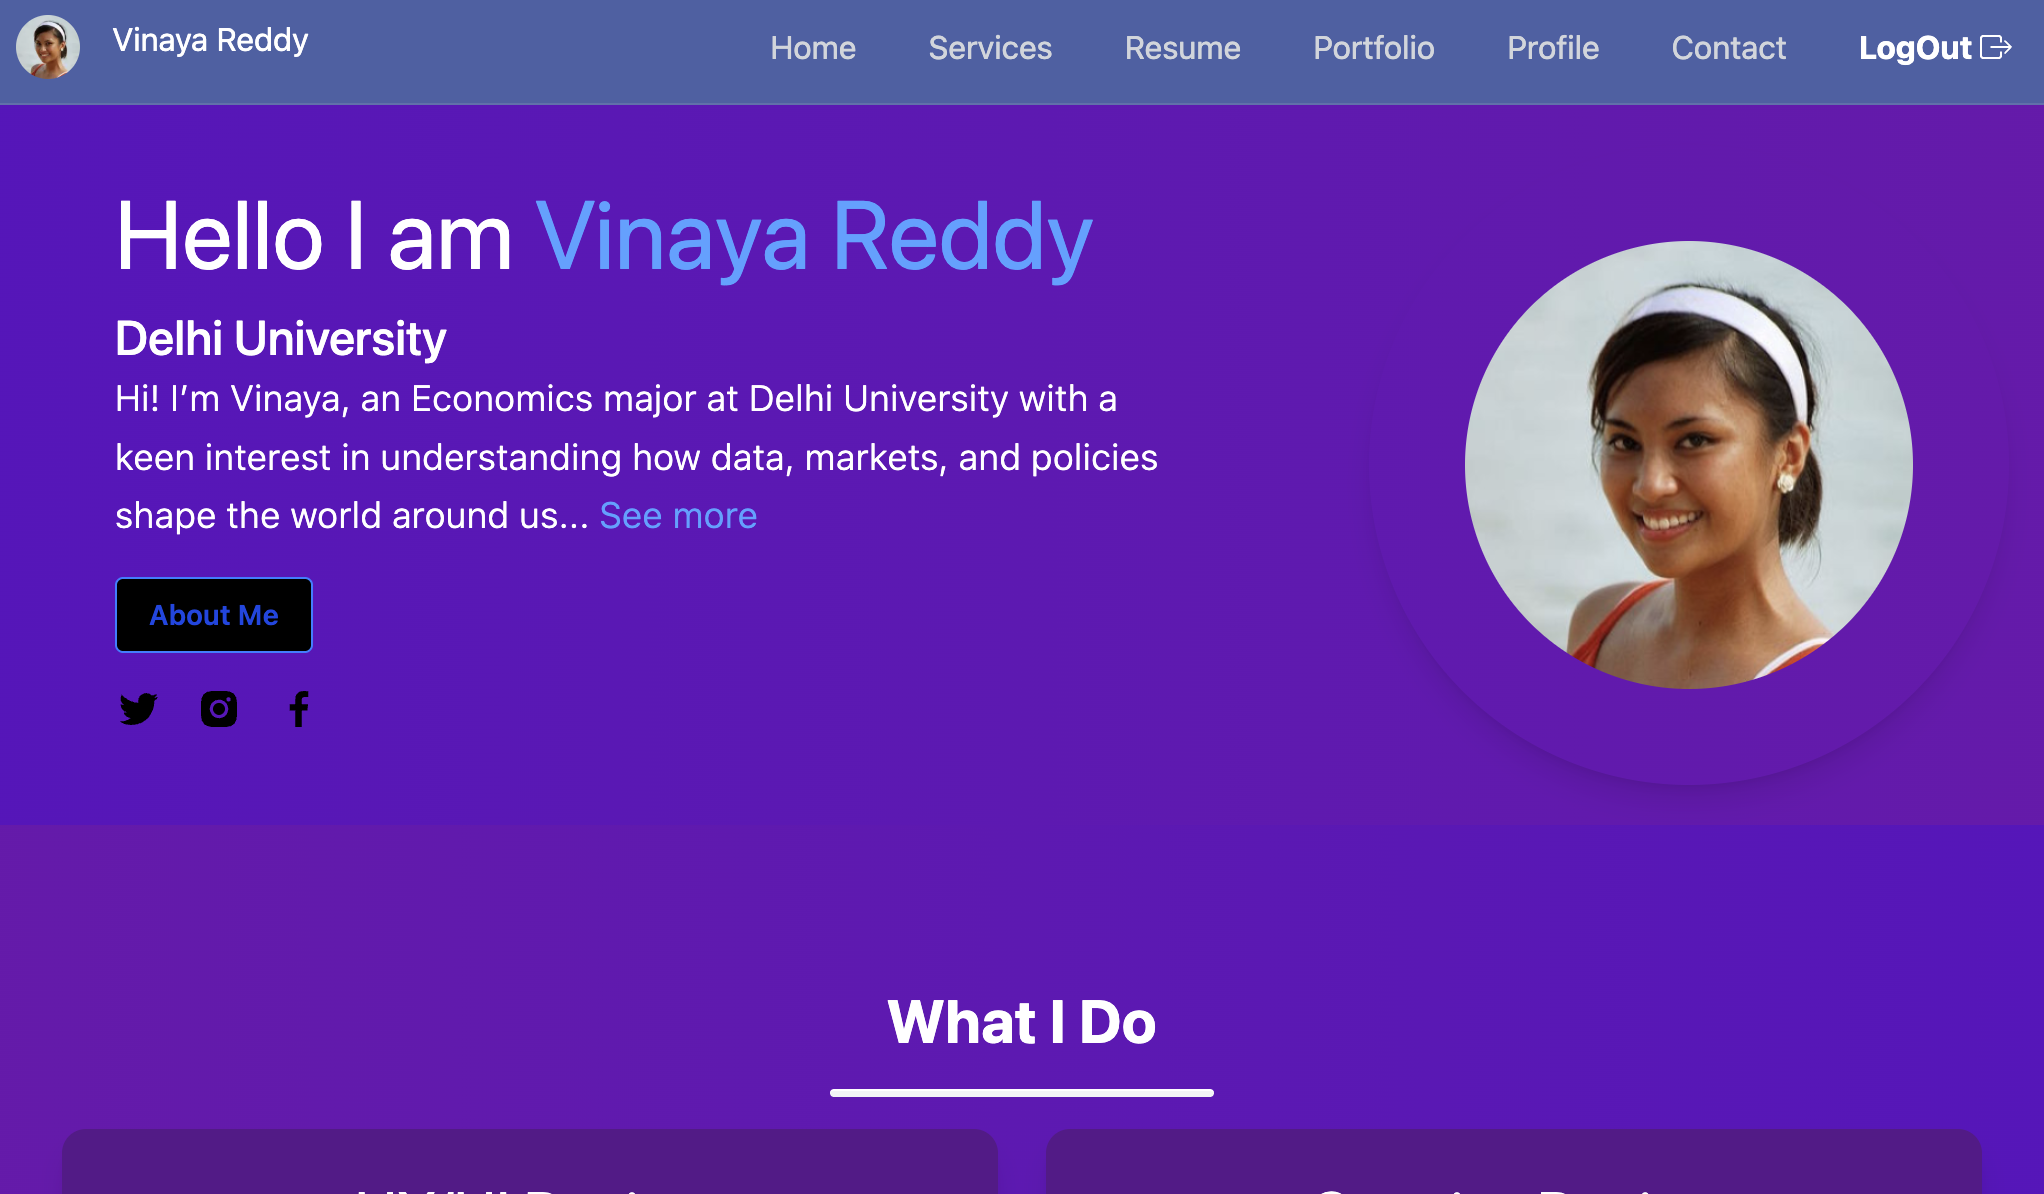 Vinaya Reddy
Home Services Resume Portfolio Profile Contact LogOut
Hello I am Vinaya Reddy
Delhi University
Hi! I’m Vinaya, an Economics major at Delhi University with a
keen interest in understanding how data, markets, and policies
shape the world around us... See more
About Me
What I Do